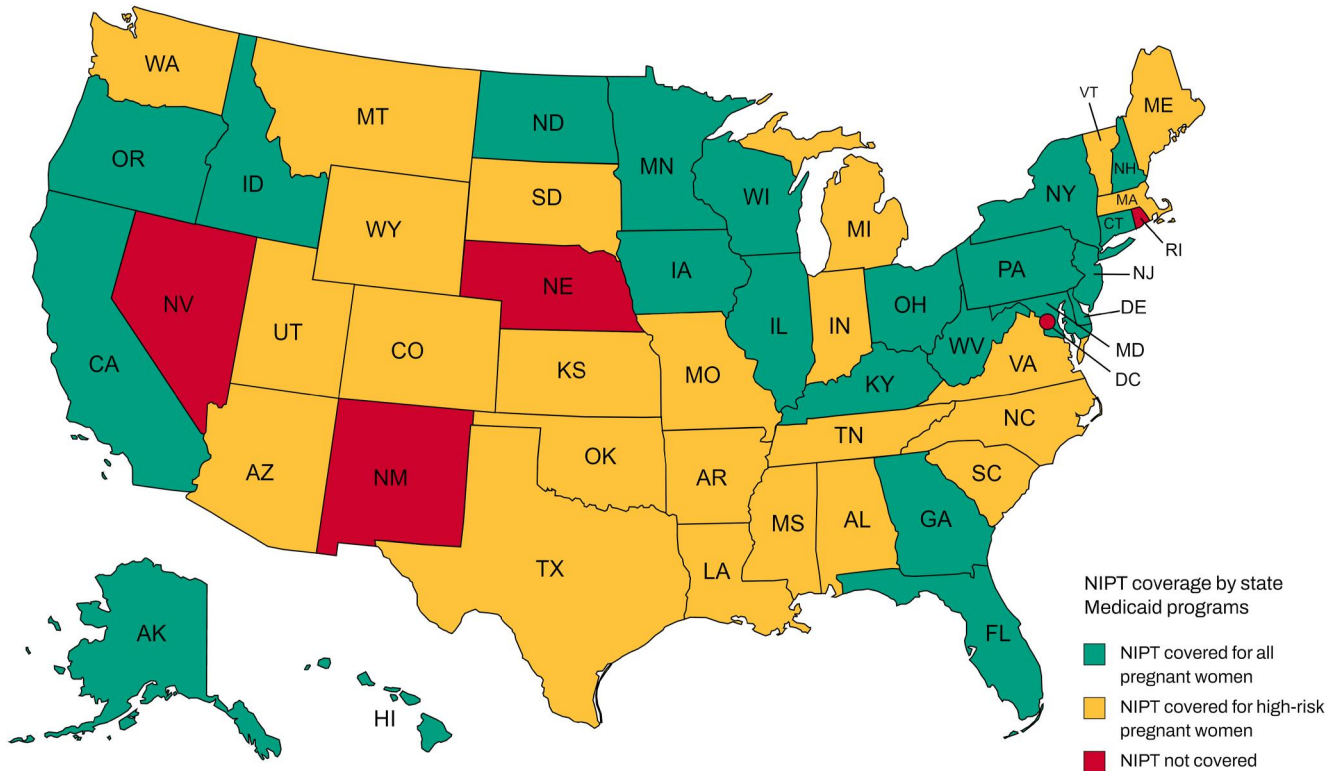 WA
MT
ND
MN
VT
ME
OR
ID
SD
WI
NY
NH
MA
CT
RI
WY
MI
IA
PA
NJ
NV
NE
OH
DE
UT
CO
IL
IN
WV
MD
CA
KS
MO
KY
VA
DC
NC
TN
AZ
NM
OK
AR
SC
MS
AL
GA
TX
LA
NIPT coverage by state
Medicaid programs
FL
AK
NIPT covered for all
pregnant women
HI
NIPT covered for high-risk
pregnant women
NIPT not covered